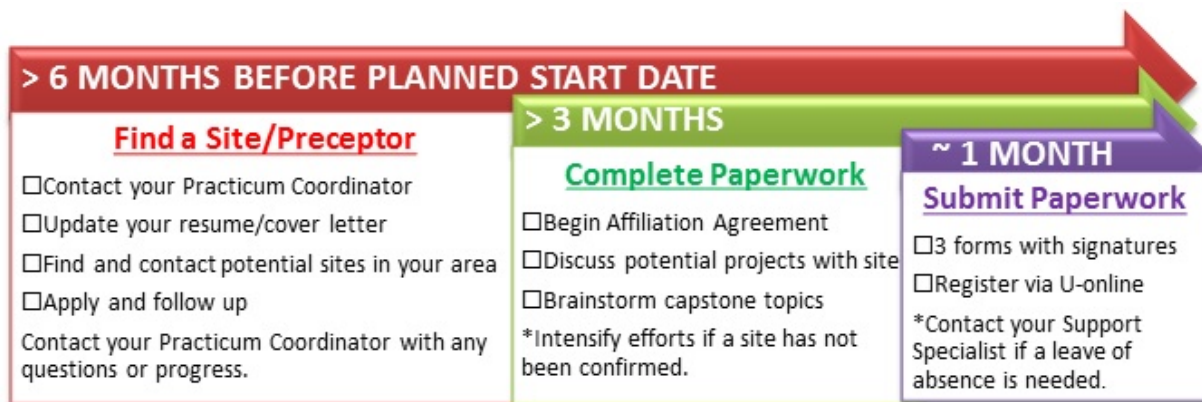 > 6 MONTHS BEFORE PLANNED START DATE
Find a Site/Preceptor
☐Contact your Practicum Coordinator
☐Update your resume/cover letter
☐Find and contact potential sites in your area
☐Apply and follow up
Contact your Practicum Coordinator with any
questions or progress.
> 3 MONTHS
Complete Paperwork
☐Begin Affiliation Agreement
☐Discuss potential projects with site
☐Brainstorm capstone topics
*Intensify efforts if a site has not
been confirmed.
~ 1 MONTH
Submit Paperwork
☐3 forms with signatures
☐Register via U-online
*Contact your Support
Specialist if a leave of
absence is needed.